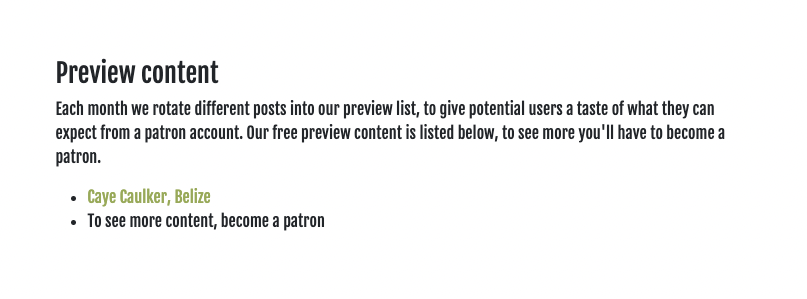 Preview content
Each month we rotate different posts into our preview list, to give potential users a taste of what they can
expect from a patron account. Our free preview content is listed below, to see more you'll have to become a
patron.
• Caye Caulker, Belize
• To see more content, become a patron